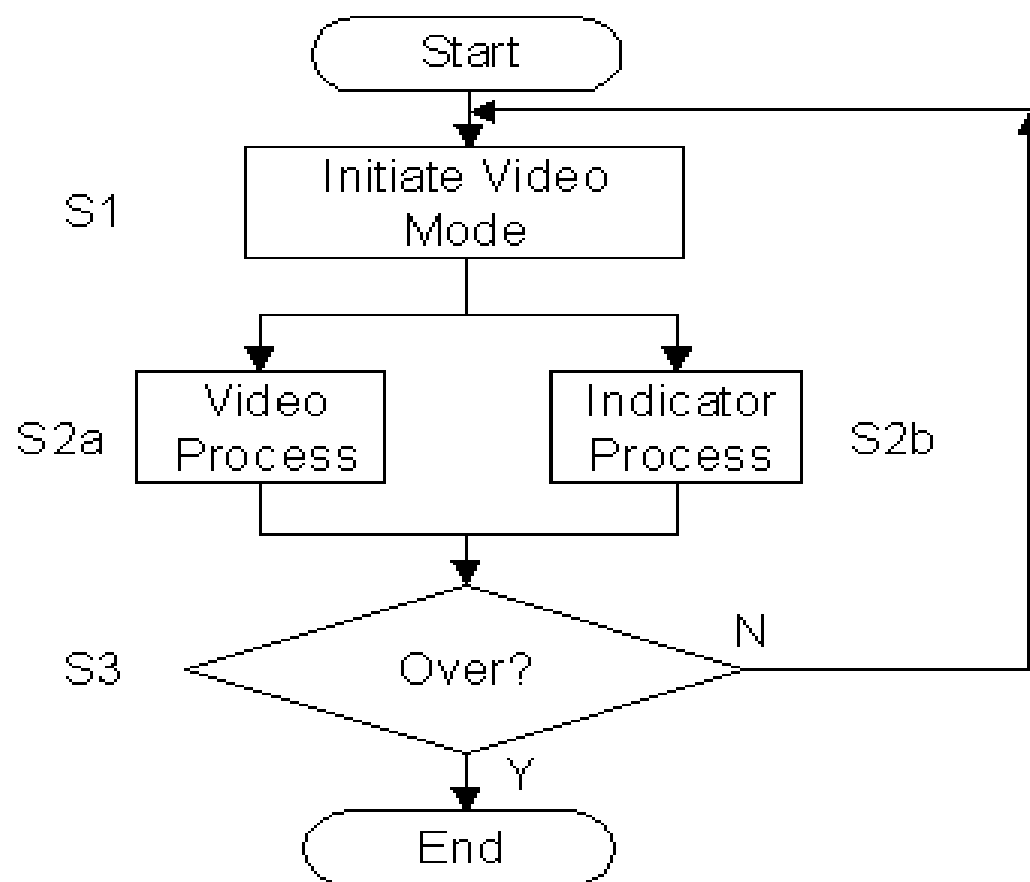 Start
S1
Initiate Video
Mode
S2a
Video
Process
Indicator
Process
S2b
S3
Over?
N
Y
End